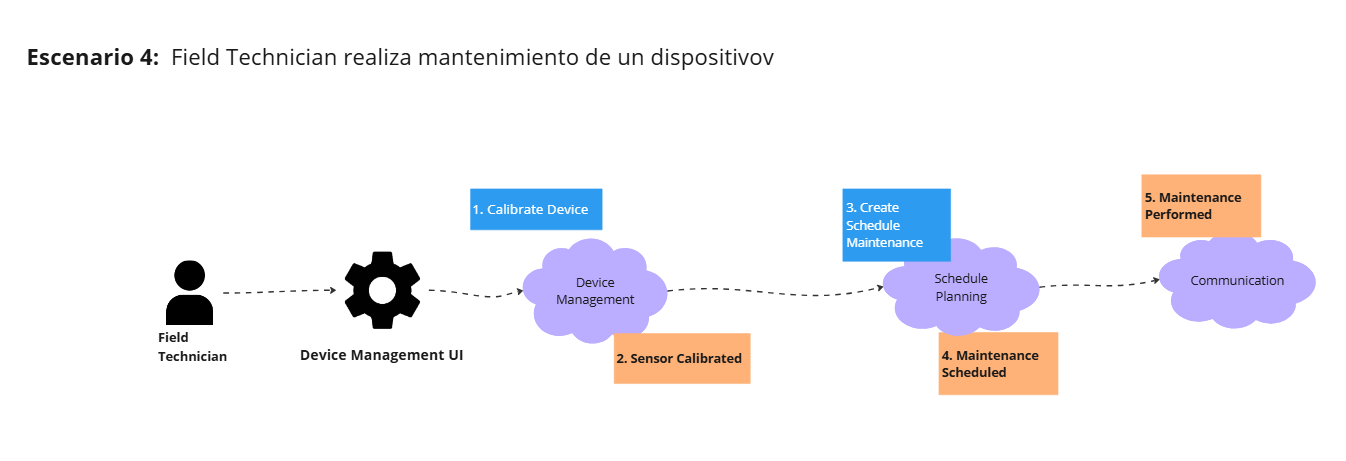 Escenario 4: Field Technician realiza mantenimiento de un dispositivov
1. Calibrate Device
Device
Management
2. Sensor Calibrated
Field
Technician
Device Management UI
3. Create
Schedule
Maintenance
Schedule
Planning
4. Maintenance
Scheduled
5. Maintenance
Performed
Communication